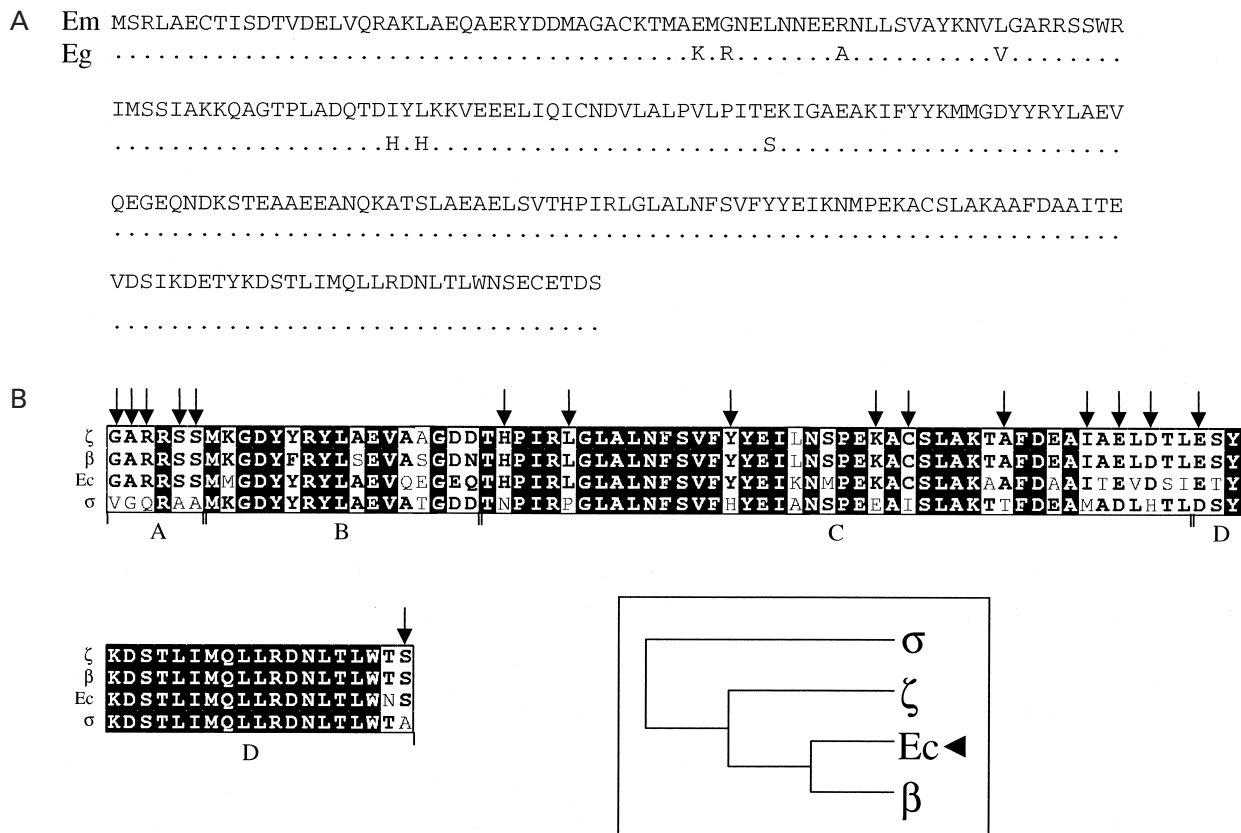 A
Em MSRLAECTISDTVDELVQRAKLAEQAERYDDMAGACKTMAEMGNELNNEERNLLSVAYKNVLGARRSSWR
Eg ........................................K.R.......A..........V........
IMSSIAKKQAGTPLADQTDIYLKKVEEELIQICNDVLALPVLPITEKIGAEAKIFYYKMMGDYYRYLAEV
...................H.H.......................S........................
QEGEQNDKSTEAAEEANQKATSLAEAELSVTHPIRLGLALNFSVFYYEIKNMPEKACSLAKAAFDAAITE
......................................................................
VDSIKDETYKDSTLIMQLLRDNLTLWNSECETDS
..................................
B
ζ GARRSSMKGDYYRYLAEVAAGDDTHPIRLGLALNFSVFYYEILNSPEKACSLAKTAFDEAIAELDTLESY
β GARRSSMKGDYFRYLSEVASGDNTHPIRLGLALNFSVFYYEILNSPEKACSLAKTAFDEAIAELDTLESY
Ec GARRSSMMGDYYRYLAEVQEGEQTHPIRLGLALNFSVFYYEIKNMPEKACSLAKAAFDAAITEVDSIETY
σ VGQRAAMKGDYYRYLAEVATGDDTNPIRPGLALNFSVFHYEIANSPEEAISLAKTTFDEAMADLHTLDSY
A B C D
ζ KDSTLIMQLLRDNLTLWTS
β KDSTLIMQLLRDNLTLWTS
Ec KDSTLIMQLLRDNLTLWNS
σ KDSTLIMQLLRDNLTLWTA
D
σ
ζ
Ec
β